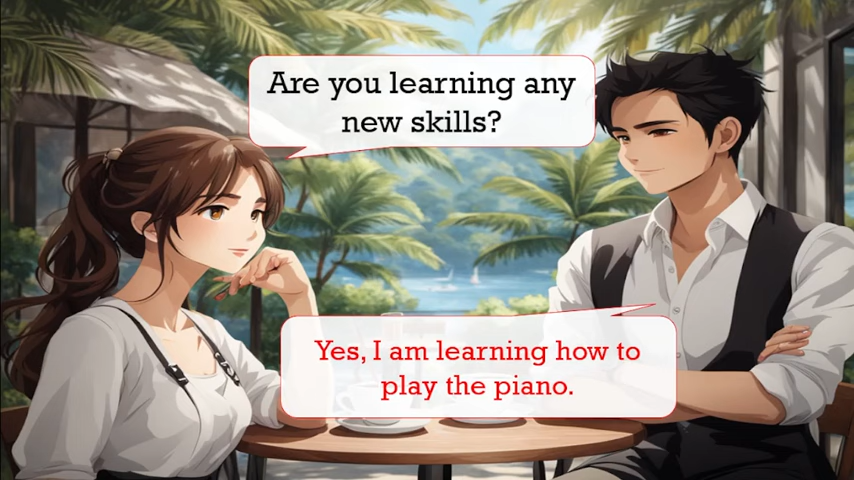 Are you learning any
new skills?
Yes, I am learning how to
play the piano.